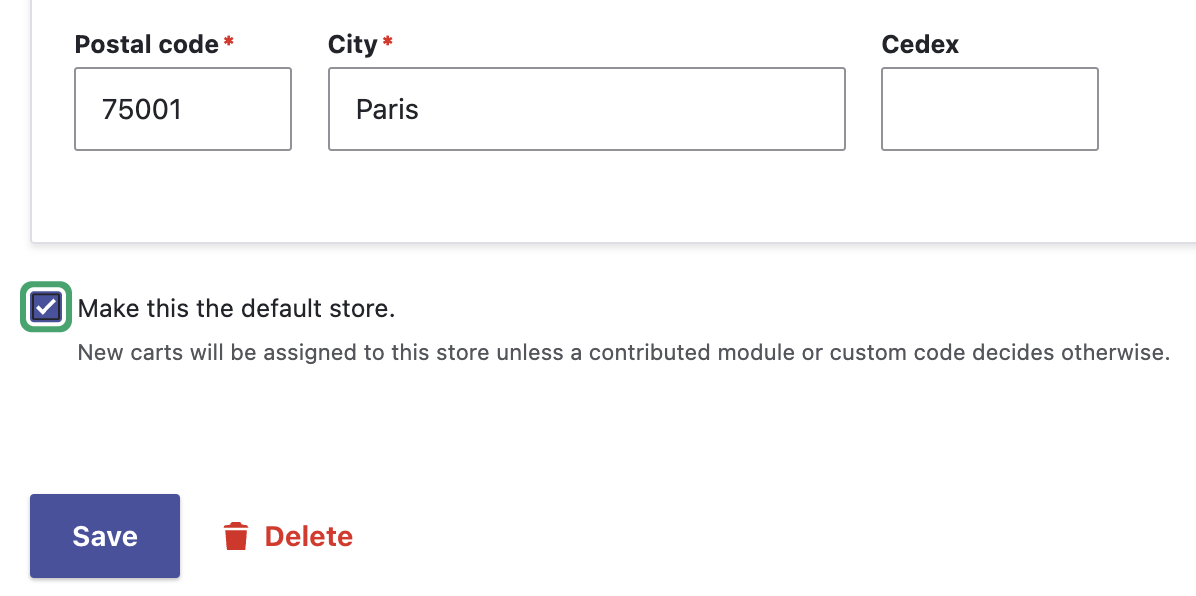 Postal code* City* Cedex
75001 Paris
Make this the default store.
New carts will be assigned to this store unless a contributed module or custom code decides otherwise.
Save Delete